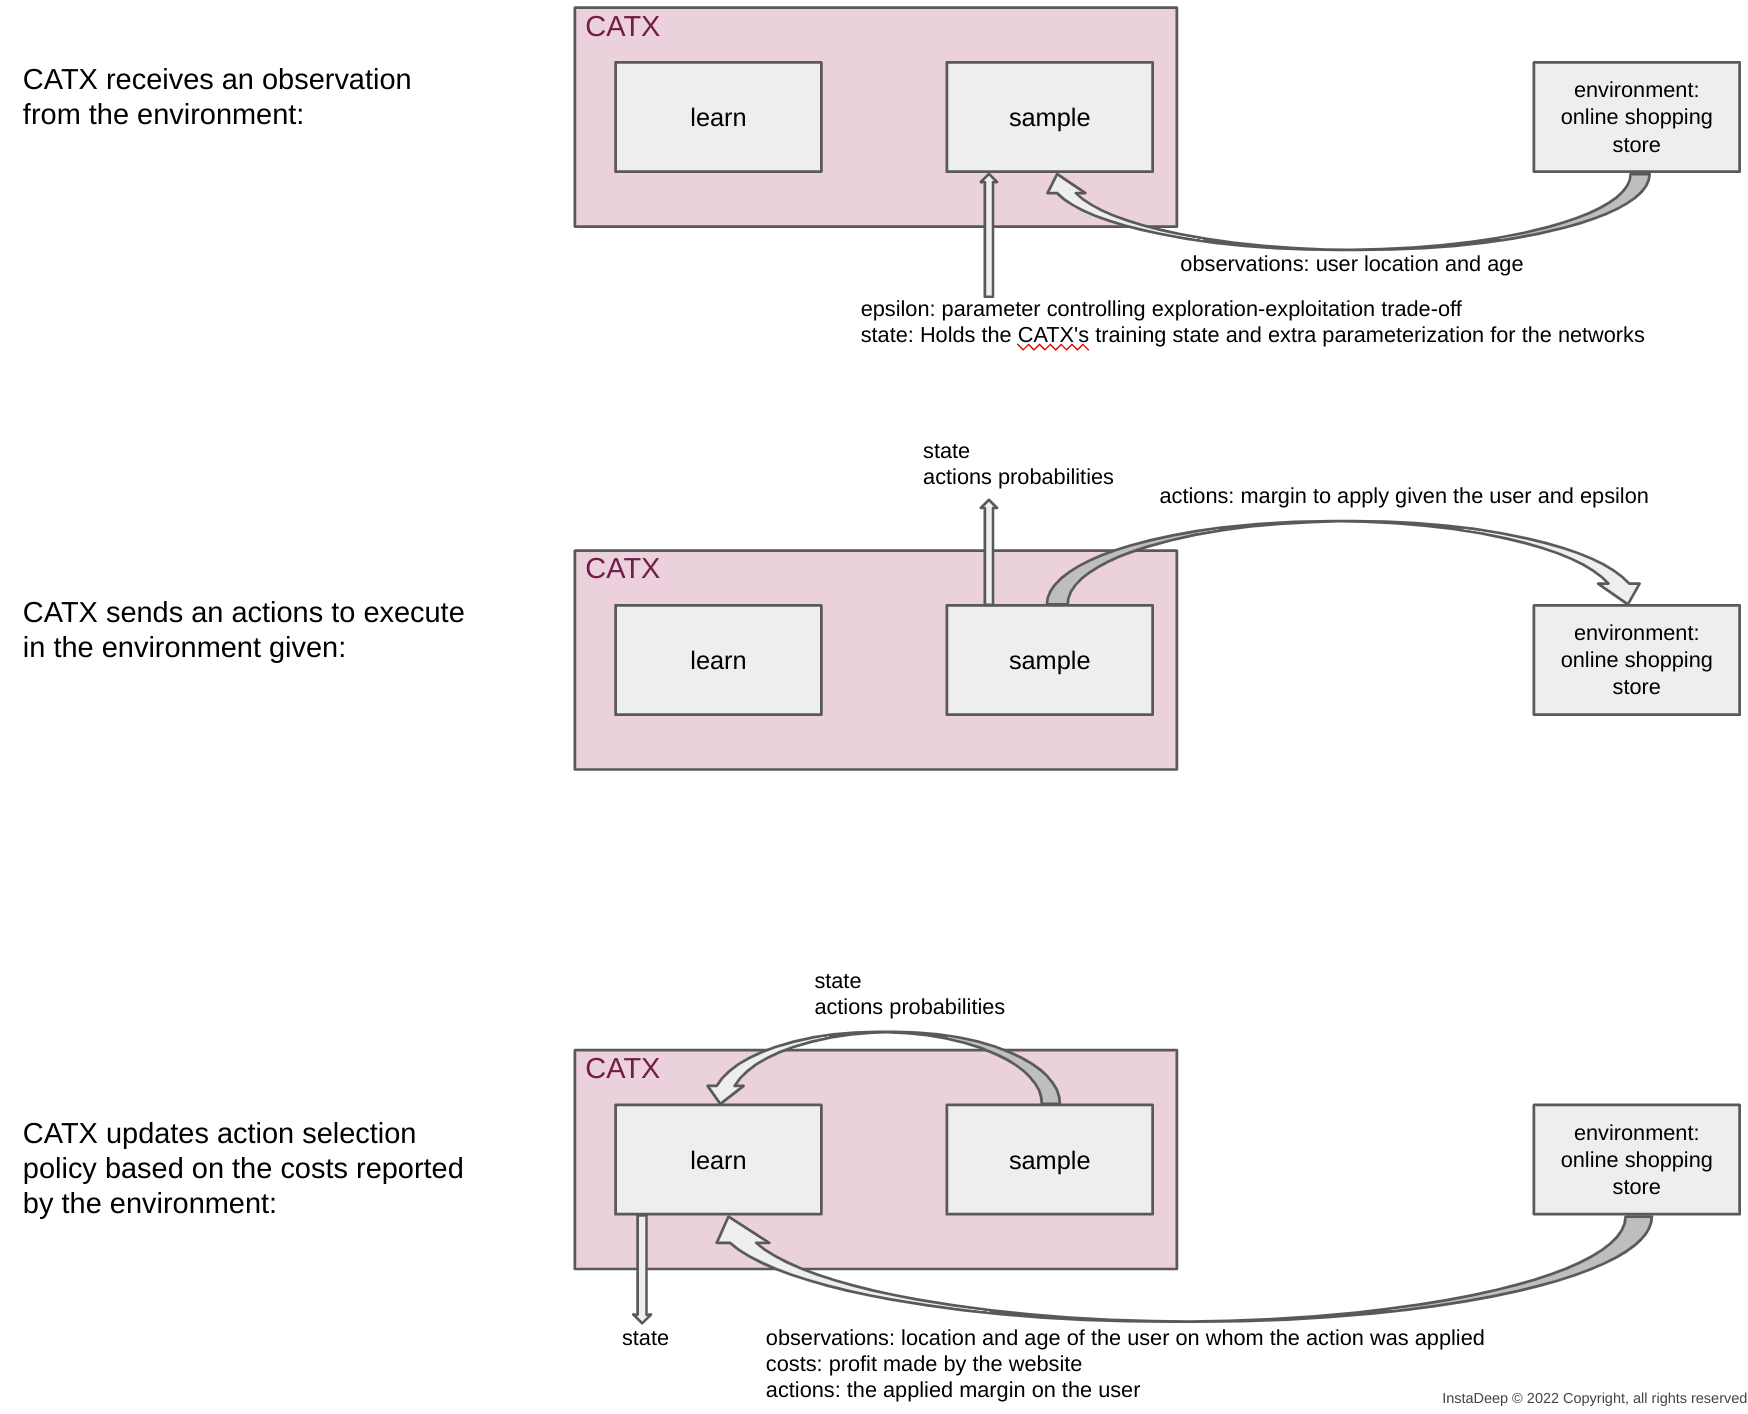 CATX
CATX receives an observation
from the environment:
learn
sample
environment:
online shopping
store
observations: user location and age
epsilon: parameter controlling exploration-exploitation trade-off
state: Holds the CATX's training state and extra parameterization for the networks
state
actions probabilities
actions: margin to apply given the user and epsilon
CATX
CATX sends an actions to execute
in the environment given:
learn
sample
environment:
online shopping
store
state
actions probabilities
CATX
CATX updates action selection
policy based on the costs reported
by the environment:
learn
sample
environment:
online shopping
store
state
observations: location and age of the user on whom the action was applied
costs: profit made by the website
actions: the applied margin on the user
InstaDeep © 2022 Copyright, all rights reserved